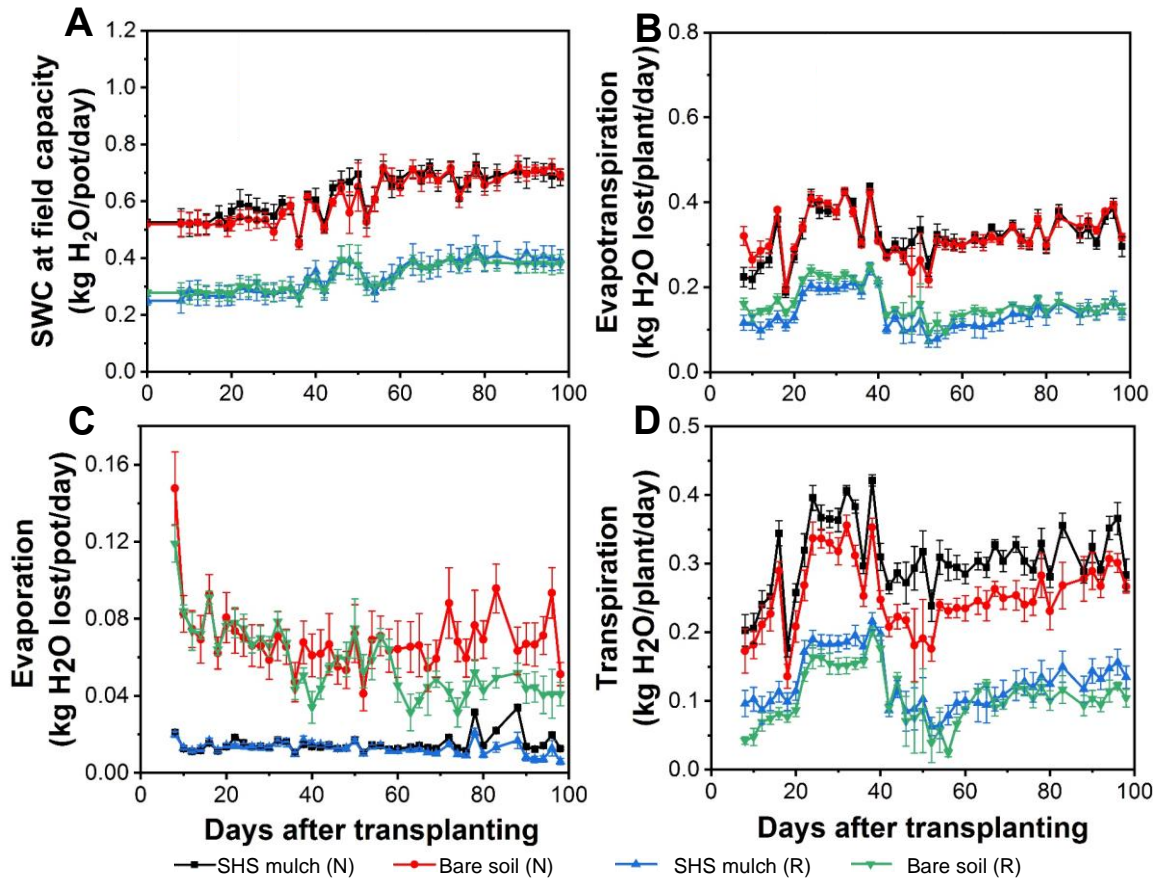 A
SWC at field capacity
(kg H₂O/pot/day)
1.2
1.0
0.8
0.6
0.4
0.2
0.0
0 20 40 60 80 100
B
Evapotranspiration
(kg H2O lost/plant/day)
0.8
0.6
0.4
0.2
0.0
0 20 40 60 80 100
C
Evaporation
(kg H2O lost/pot/day)
0.16
0.12
0.08
0.04
0.00
0 20 40 60 80 100
Days after transplanting
D
Transpiration
(kg H₂O/plant/day)
0.5
0.4
0.3
0.2
0.1
0.0
0 20 40 60 80 100
Days after transplanting
SHS mulch (N) Bare soil (N) SHS mulch (R) Bare soil (R)